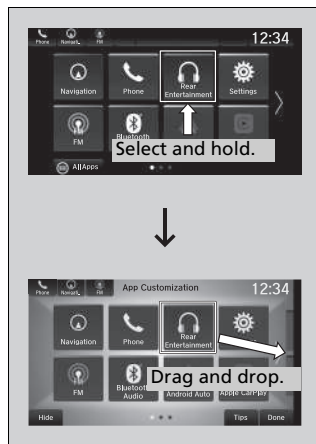 12:34
Phone Navigati.. FM
Navigation
Phone
Rear
Entertainment
Settings
FM
Bluetooth
Select and hold.
All Apps
App Customization
12:34
Phone Navigati.. FM
Navigation
Phone
Rear
Entertainment
FM
Bluetooth
Audio
Android Auto
Apple CarPlay
Drag and drop.
Hide
Tips
Done